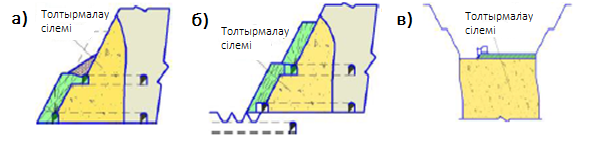 а)
Толтырмалау
сілемі
б)
Толтырмалау
сілемі
в)
Толтырмалау
сілемі